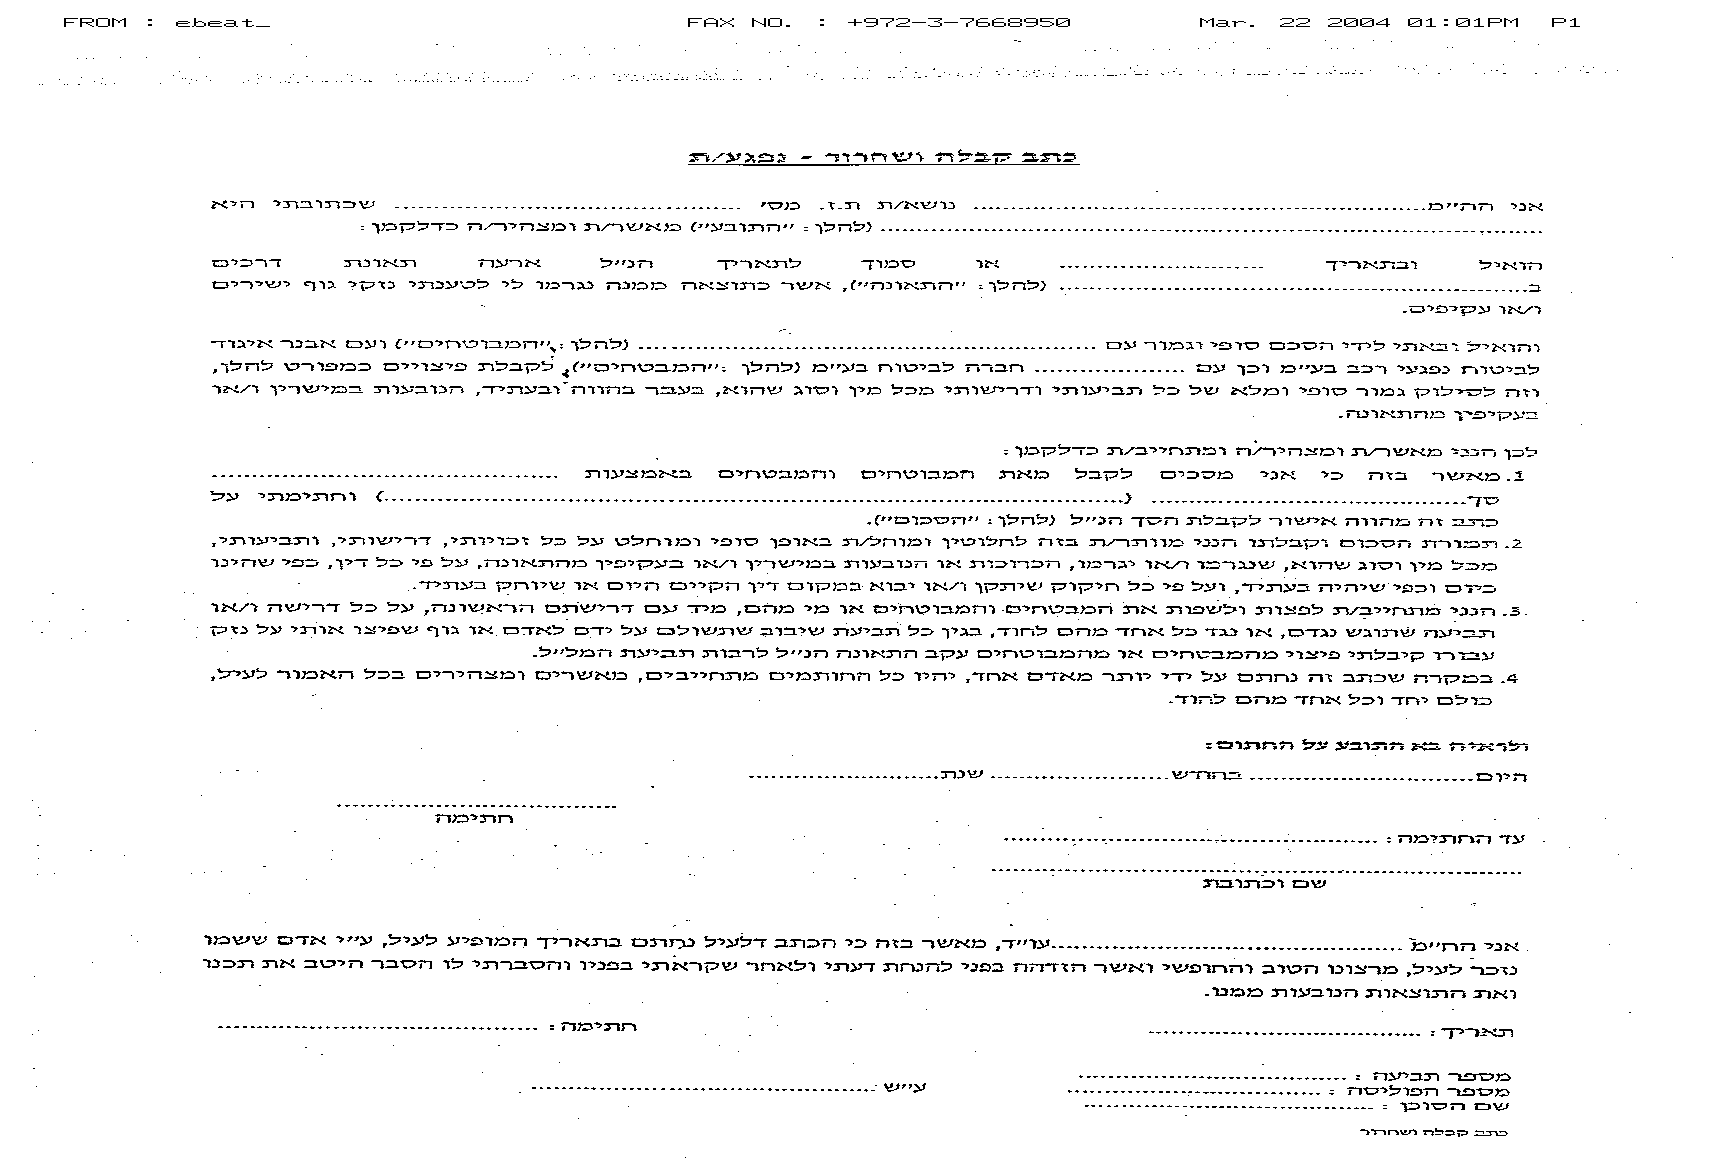 FROM : ebeat_ FAX NO. : +972-3-7668950 Mar. 22 2004 01:01PM P1
כתב קבלה ושחרור - נפגע/ת
אני החי"מ........................................ נושא/ת ת.ז. מס' ........................................ שכתובתי היא
........................................ (להלן: "התובע") מאשר/ת ומצהיר/ה כדלקמן:
הואיל ובתאריך ........................ או סמוך לתאריך הנ"ל ארעה תאונת דרכים
ב........................................ (להלן: "התאונה"), אשר כתוצאה ממנה נגרמו לי לטענתי נזקי גוף ישירים
ו/או עקיפים.
והואיל ובאתי לידי הסכם סופי וגמור עם ........................................ (להלן: "המבוטחים") ועם אבנר איגוד
לביטוח נפגעי רכב בע"מ וכן עם .................... חברה לביטוח בע"מ (להלן: "המבטחים"), לקבלת פיצויים כמפורט להלן,
וזה לסילוק גמור סופי ומלא של כל תביעותי ודרישותי מכל מין וסוג שהוא, בעבר בהווה ובעתיד, הנובעות במישרין ו/או
בעקיפין מהתאונה.
לכן הנני מאשר/ת ומצהיר/ה ומתחייב/ת כדלקמן:
1. מאשר בזה כי אני מסכים לקבל מאת המבוטחים והמבטחים באמצעות ........................................
סך........................................ (........................................) וחתימתי על
כתב זה מהווה אישור לקבלת הסך הנ"ל (להלן: "הסכום").
2. תמורת הסכום וקבלתו הנני מוותר/ת בזה לחלוטין ומוחל/ת באופן סופי ומוחלט על כל זכויותי, דרישותי, ותביעותי,
מכל מין וסוג שהוא, שנגרמו ו/או יגרמו, הכרוכות או הנובעות במישרין ו/או בעקיפין מהתאונה, על פי כל דין, כפי שהינו
כיום וכפי שיהיה בעתיד, ועל פי כל חיקוק שיתקן ו/או יבוא במקום דין הקיים היום או שיוחק בעתיד.
3. הנני מתחייב/ת לפצות ולשפות את המבטחים והמבוטחים או מי מהם, מיד עם דרישתם הראשונה, על כל דרישה ו/או
תביעה שתוגש נגדם, או נגד כל אחד מהם לחוד, בגין כל תביעת שיבוב שתשולם על ידם לאדם או גוף שפיצו אותי על נזק
עבורו קיבלתי פיצוי מהמבטחים או מהמבוטחים עקב התאונה הנ"ל לרבות תביעת המל"ל.
4. במקרה שכתב זה נחתם על ידי יותר מאדם אחד, יהיו כל החותמים מתחייבים, מאשרים ומצהירים בכל האמור לעיל,
כולם יחד וכל אחד מהם לחוד.
ולראיה בא התובע על החתום:
היום........................ בחודש........................ שנת........................
........................................
חתימה
עד החתימה: ........................................
........................................
שם וכתובת
אני החי"מ ........................................עו"ד, מאשר בזה כי הכתב דלעיל נחתם בתאריך המופיע לעיל, ע"י אדם ששמו
נזכר לעיל, מרצונו הטוב והחופשי ואשר הזדהה בפני להנחת דעתי ולאחר שקראתי בפניו והסברתי לו הסבר היטב את תכנו
ואת התוצאות הנובעות ממנו.
תאריך: ........................................ חתימה: ........................................
מספר תביעה: ........................................
מספר הפוליסה: ........................................ ע"ש: ........................................
שם הסוכן: ........................................
כתב קבלה ושחרור